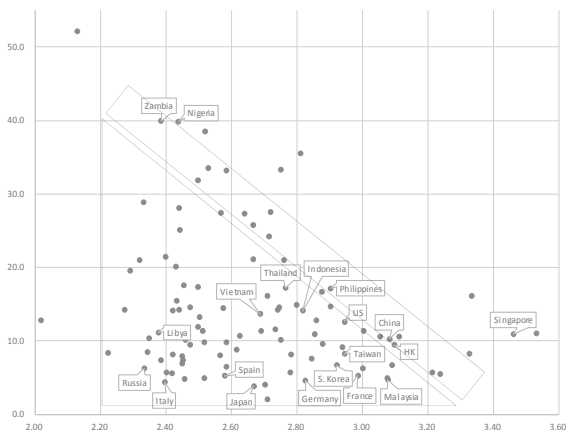 50.0
40.0
30.0
20.0
10.0
0.0
Zambia
Nigeria
Thailand
Indonesia
Vietnam
Philippines
US
China
Singapore
Libya
HK
Taiwan
Spain
S. Korea
Russia
Italy
Japan
Germany
France
Malaysia
2.00 2.20 2.40 2.60 2.80 3.00 3.20 3.40 3.60